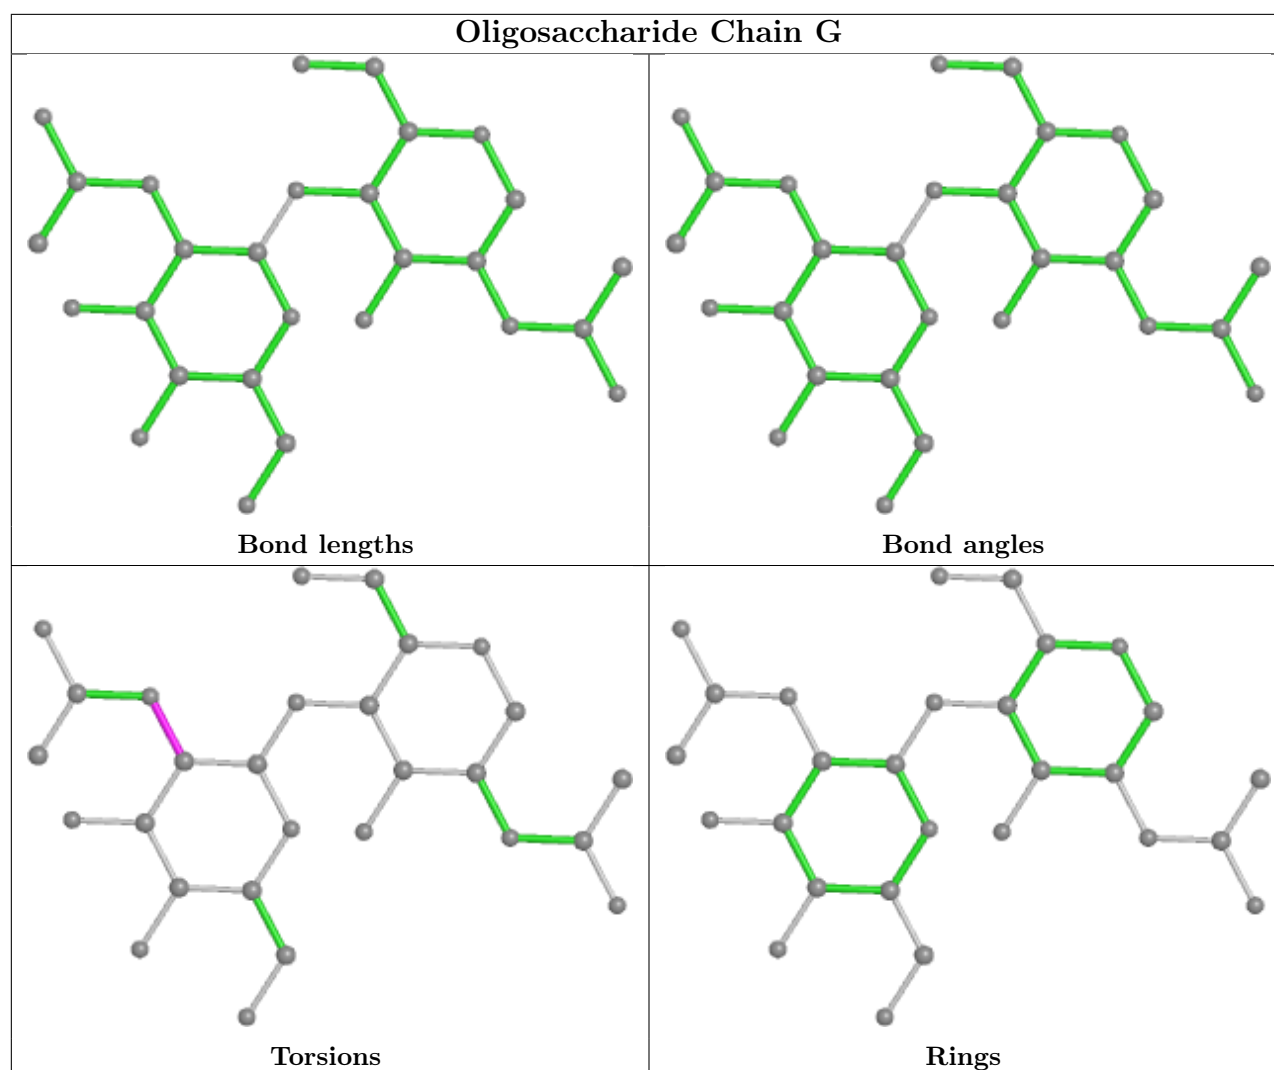 Oligosaccharide Chain G
Bond lengths
Bond angles
Torsions
Rings